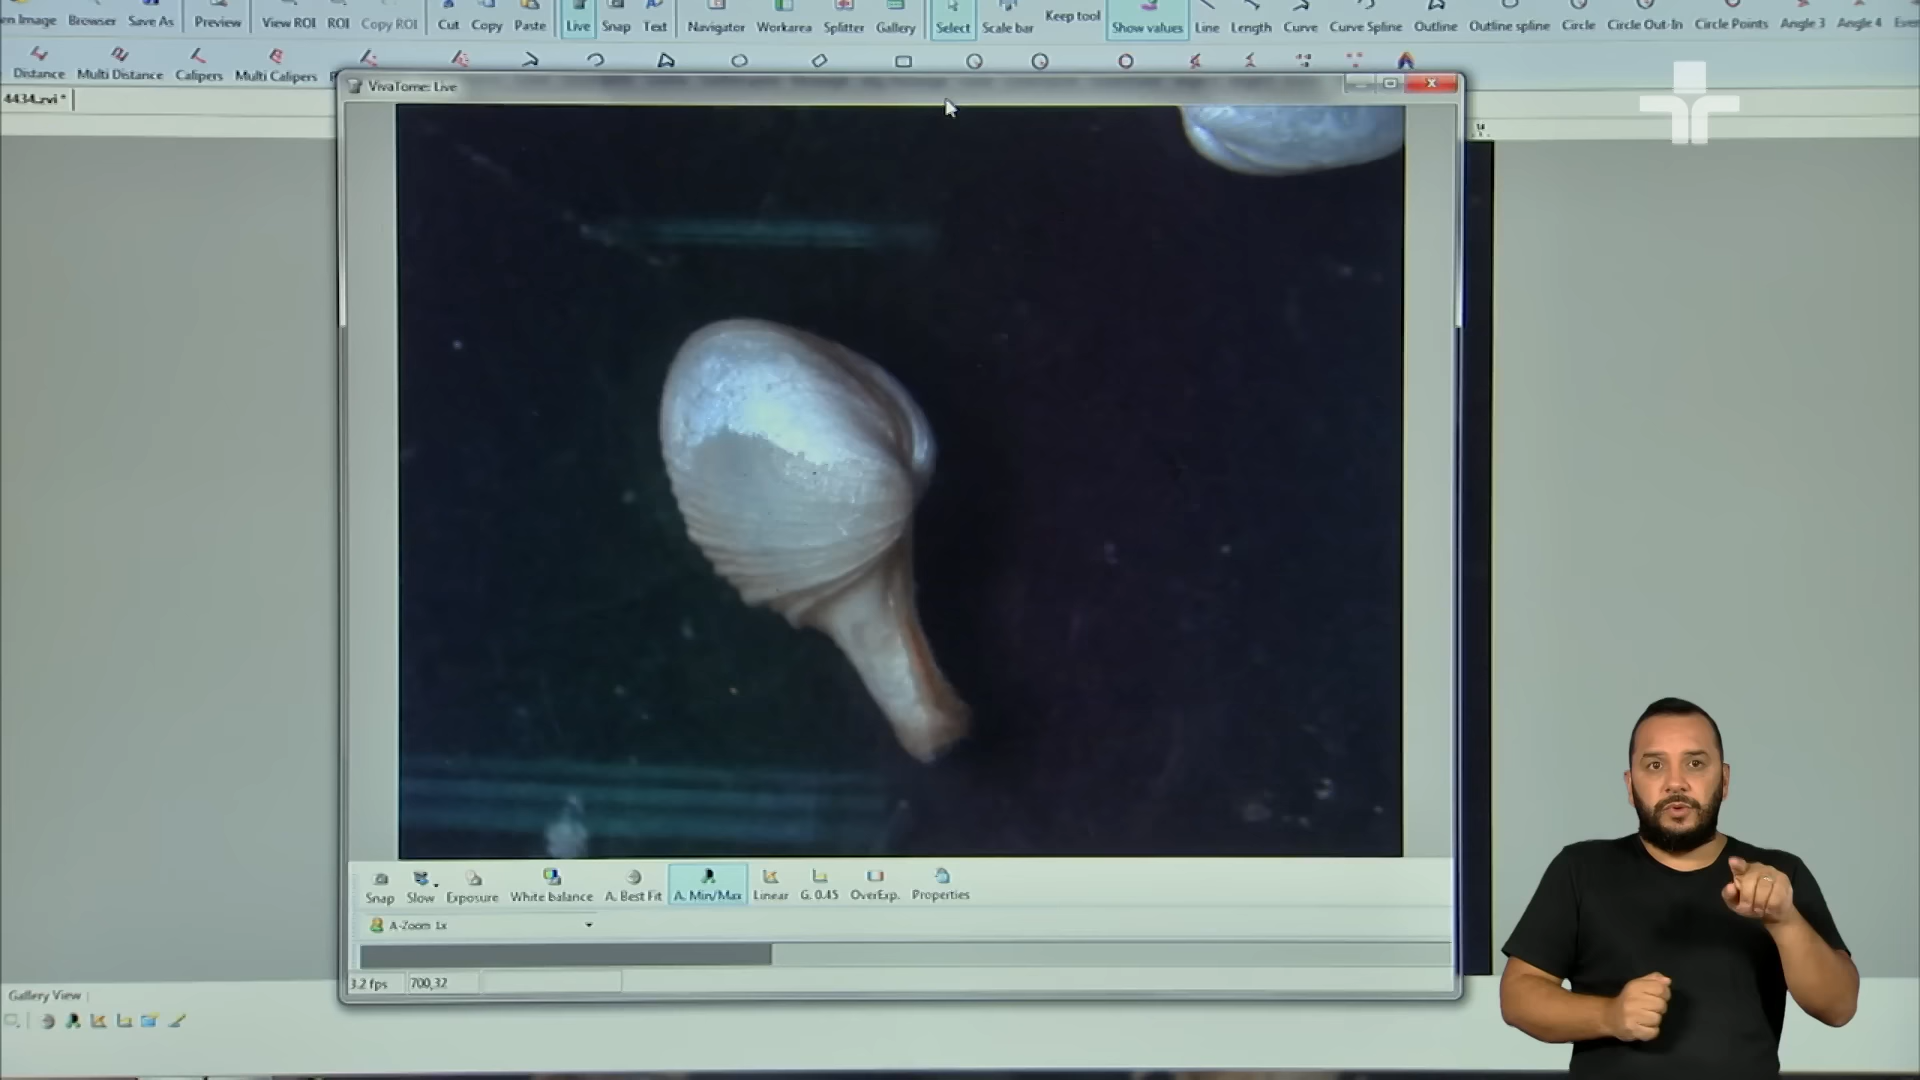 Browser Save As Preview View ROI ROI Copy ROI Cut Copy Paste Live Snap Text Navigator Workarea Splitter Gallery Select Scale bar Keep tool Show values Line Length Curve Curve Spline Outline Outline spline Circle Circle Out-In Circle Points Angle 3 Angle 4
Distance Multi Distance Calipers Multi Calipers
4434.zvi *
VivaTome: Live
Snap Slow Exposure White balance A. Best Fit A. Min/Max Linear G. 0.45 OverExp. Properties
A-Zoom 1x
3.2 fps 700,32
Gallery View